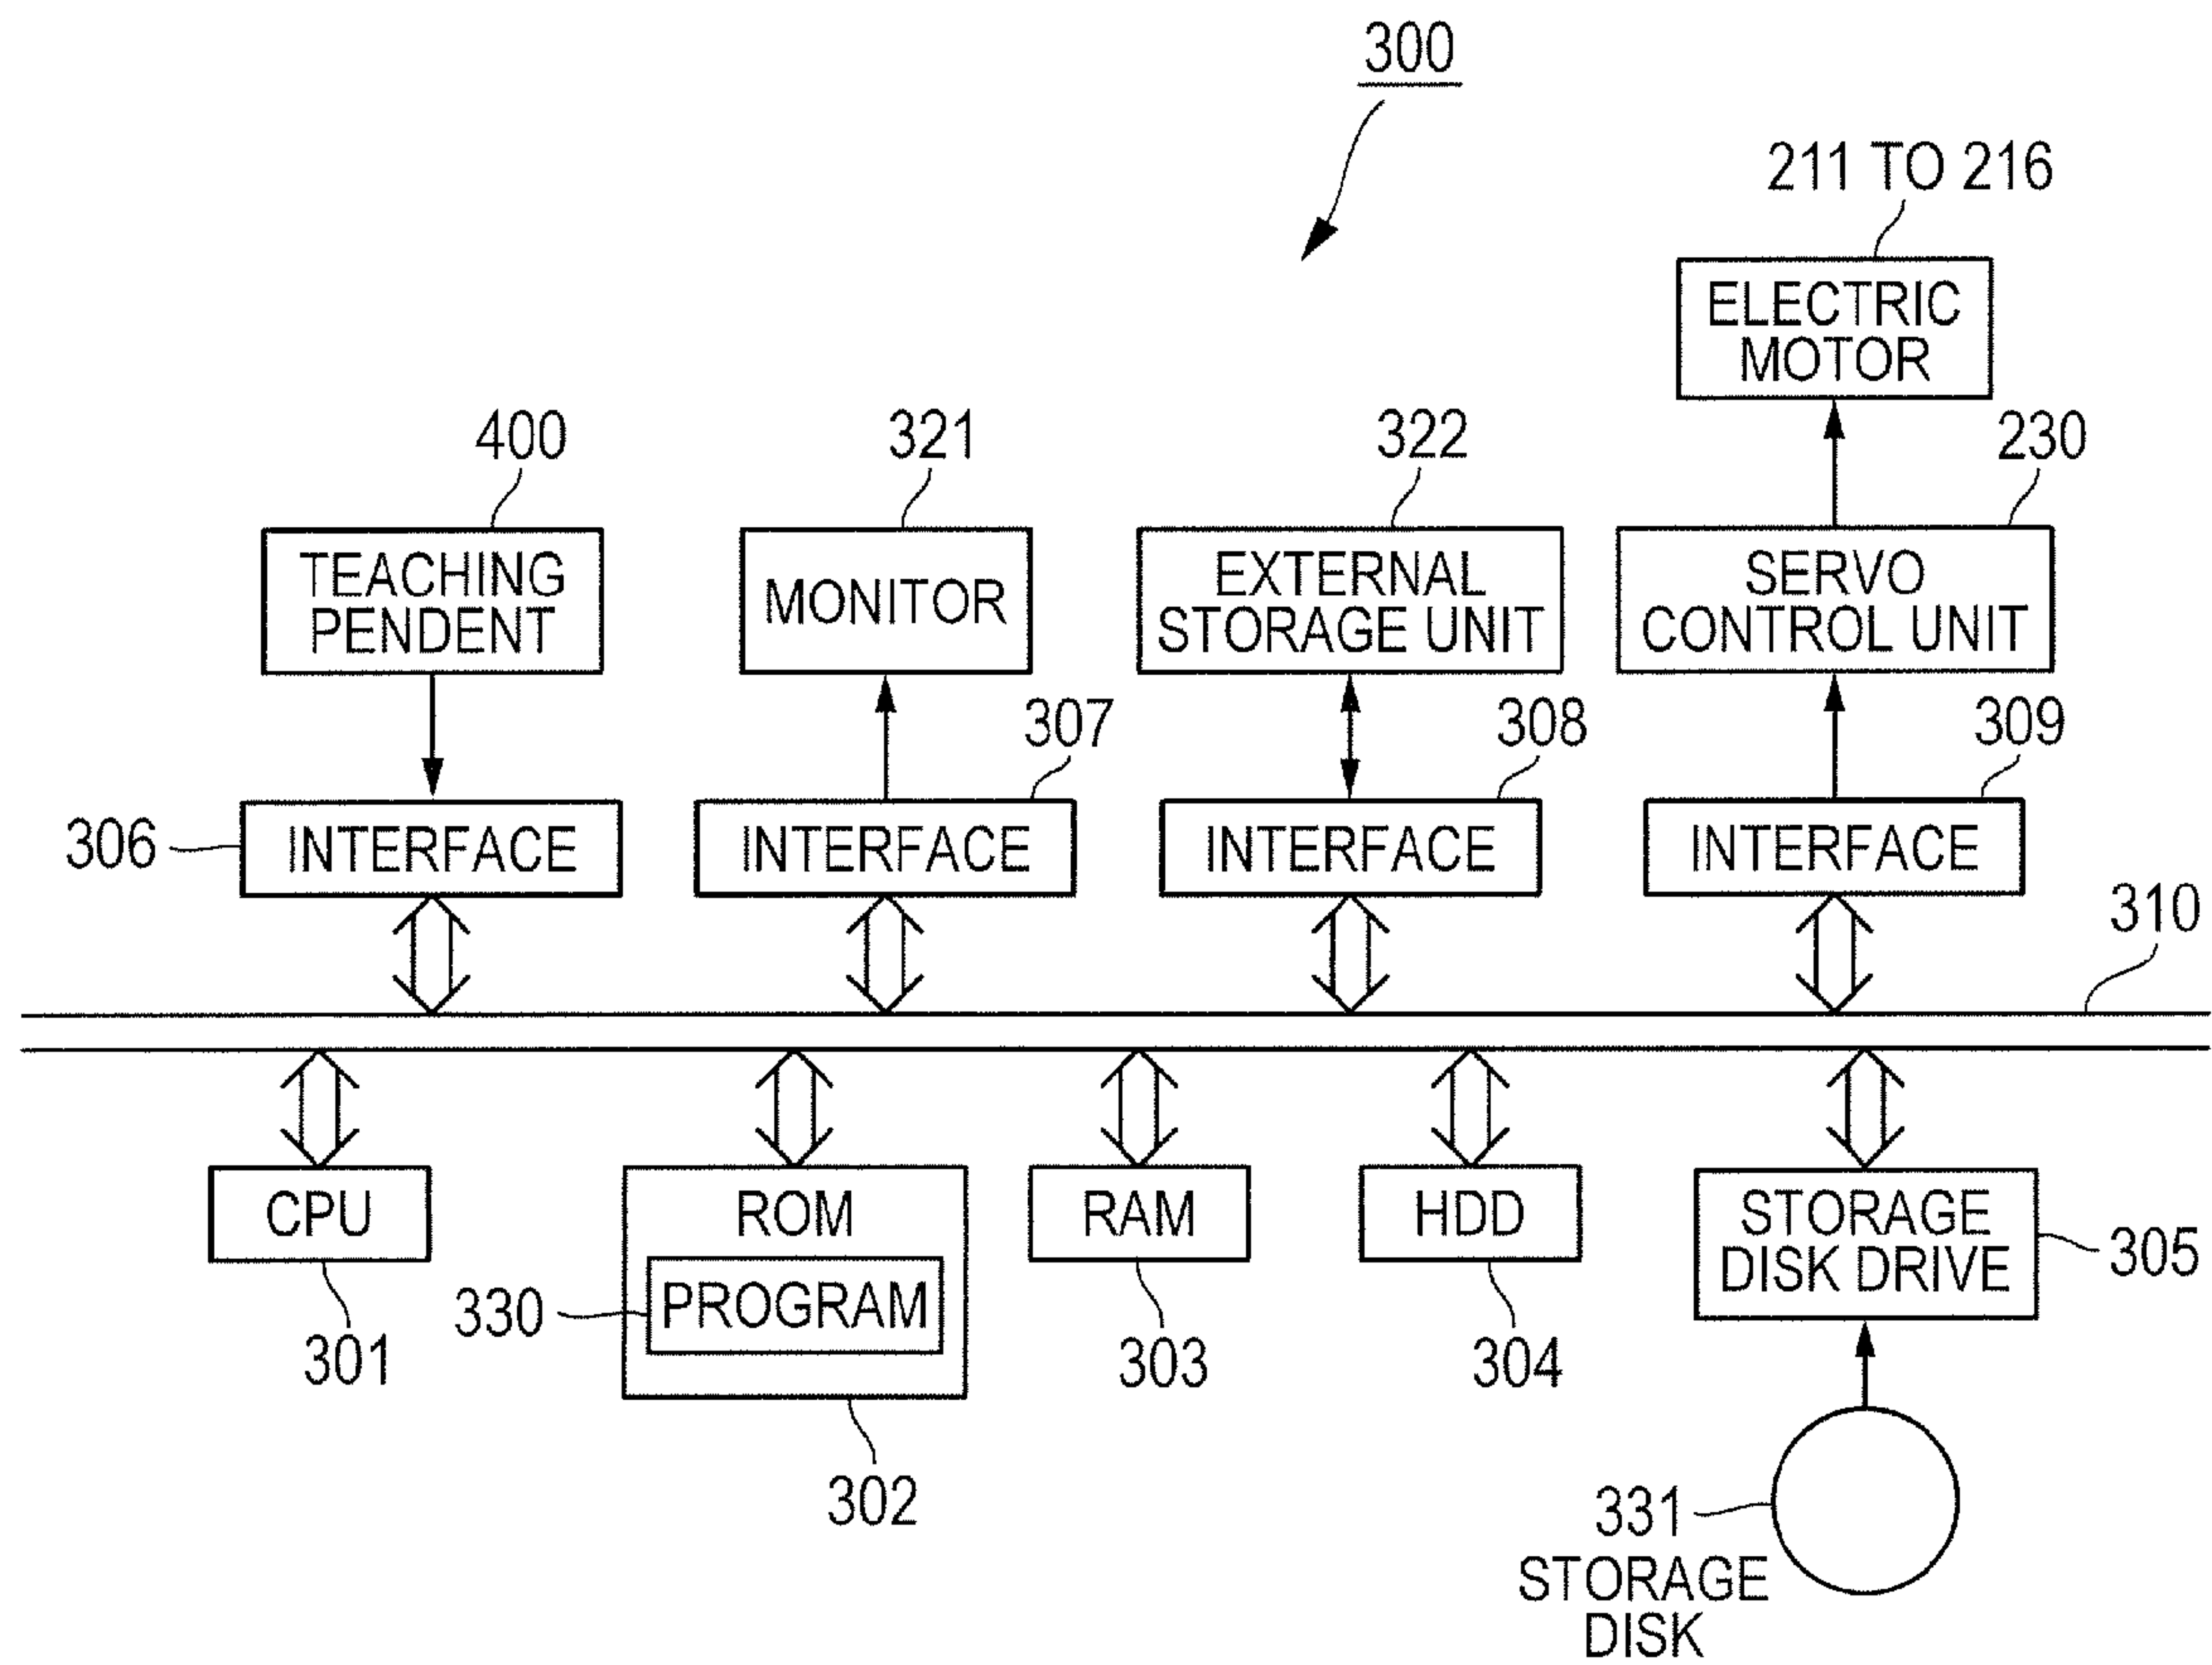 300
211 TO 216
ELECTRIC
MOTOR
400
321
322
230
TEACHING
PENDENT
MONITOR
EXTERNAL
STORAGE UNIT
SERVO
CONTROL UNIT
307
308
309
306
INTERFACE
INTERFACE
INTERFACE
INTERFACE
310
CPU
ROM
RAM
HDD
STORAGE
DISK DRIVE
305
330
PROGRAM
301
303
304
302
331
STORAGE
DISK